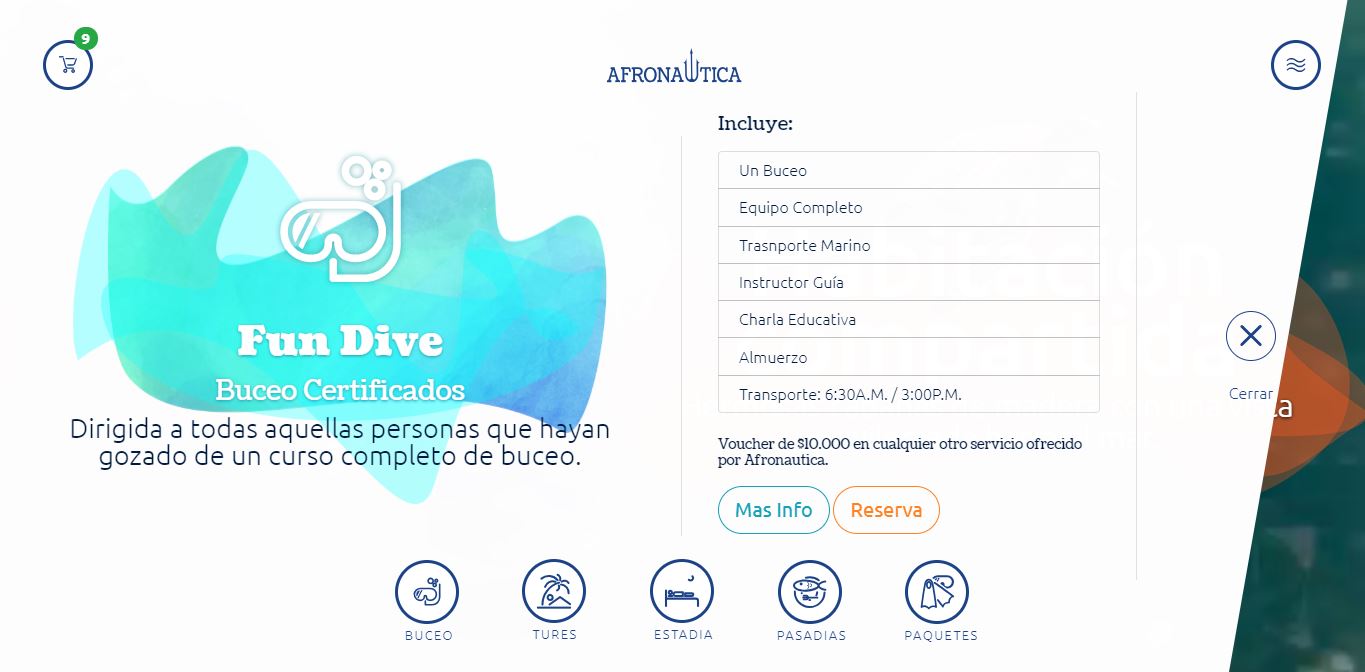 9
AFRONAUTICA
Incluye:
Un Buceo
Equipo Completo
Trasnporte Marino
Instructor Guía
Charla Educativa
Almuerzo
Transporte: 6:30A.M. / 3:00P.M.
Voucher de $10.000 en cualquier otro servicio ofrecido
por Afronautica.
Mas Info
Reserva
Fun Dive
Buceo Certificados
Dirigida a todas aquellas personas que hayan
gozado de un curso completo de buceo.
Cerrar
BUCEO
TURES
ESTADIA
PASADIAS
PAQUETES